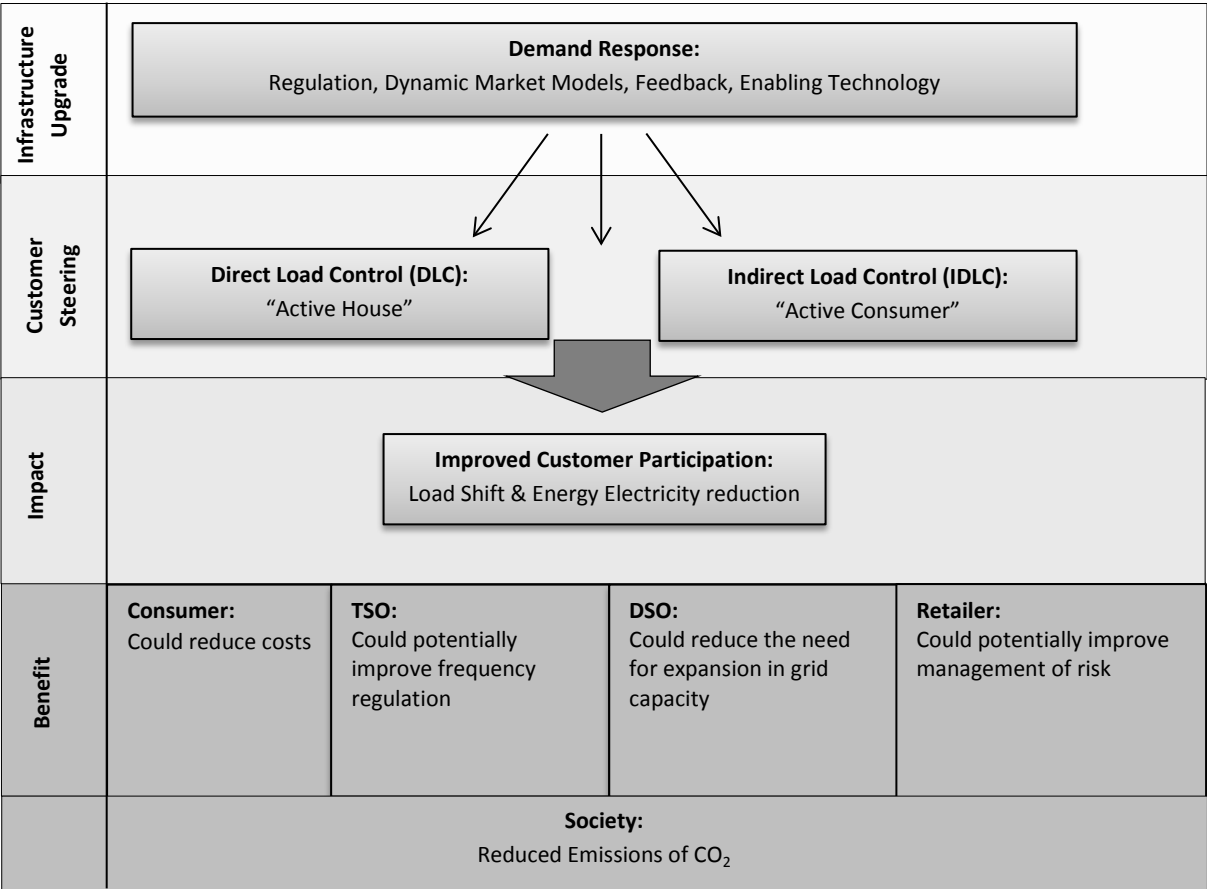 Infrastructure
Upgrade
Demand Response:
Regulation, Dynamic Market Models, Feedback, Enabling Technology
Customer
Steering
Direct Load Control (DLC):
“Active House”
Indirect Load Control (IDLC):
“Active Consumer”
Impact
Improved Customer Participation:
Load Shift & Energy Electricity reduction
Benefit
Consumer:
Could reduce costs
TSO:
Could potentially
improve frequency
regulation
DSO:
Could reduce the need
for expansion in grid
capacity
Retailer:
Could potentially improve
management of risk
Society:
Reduced Emissions of CO₂